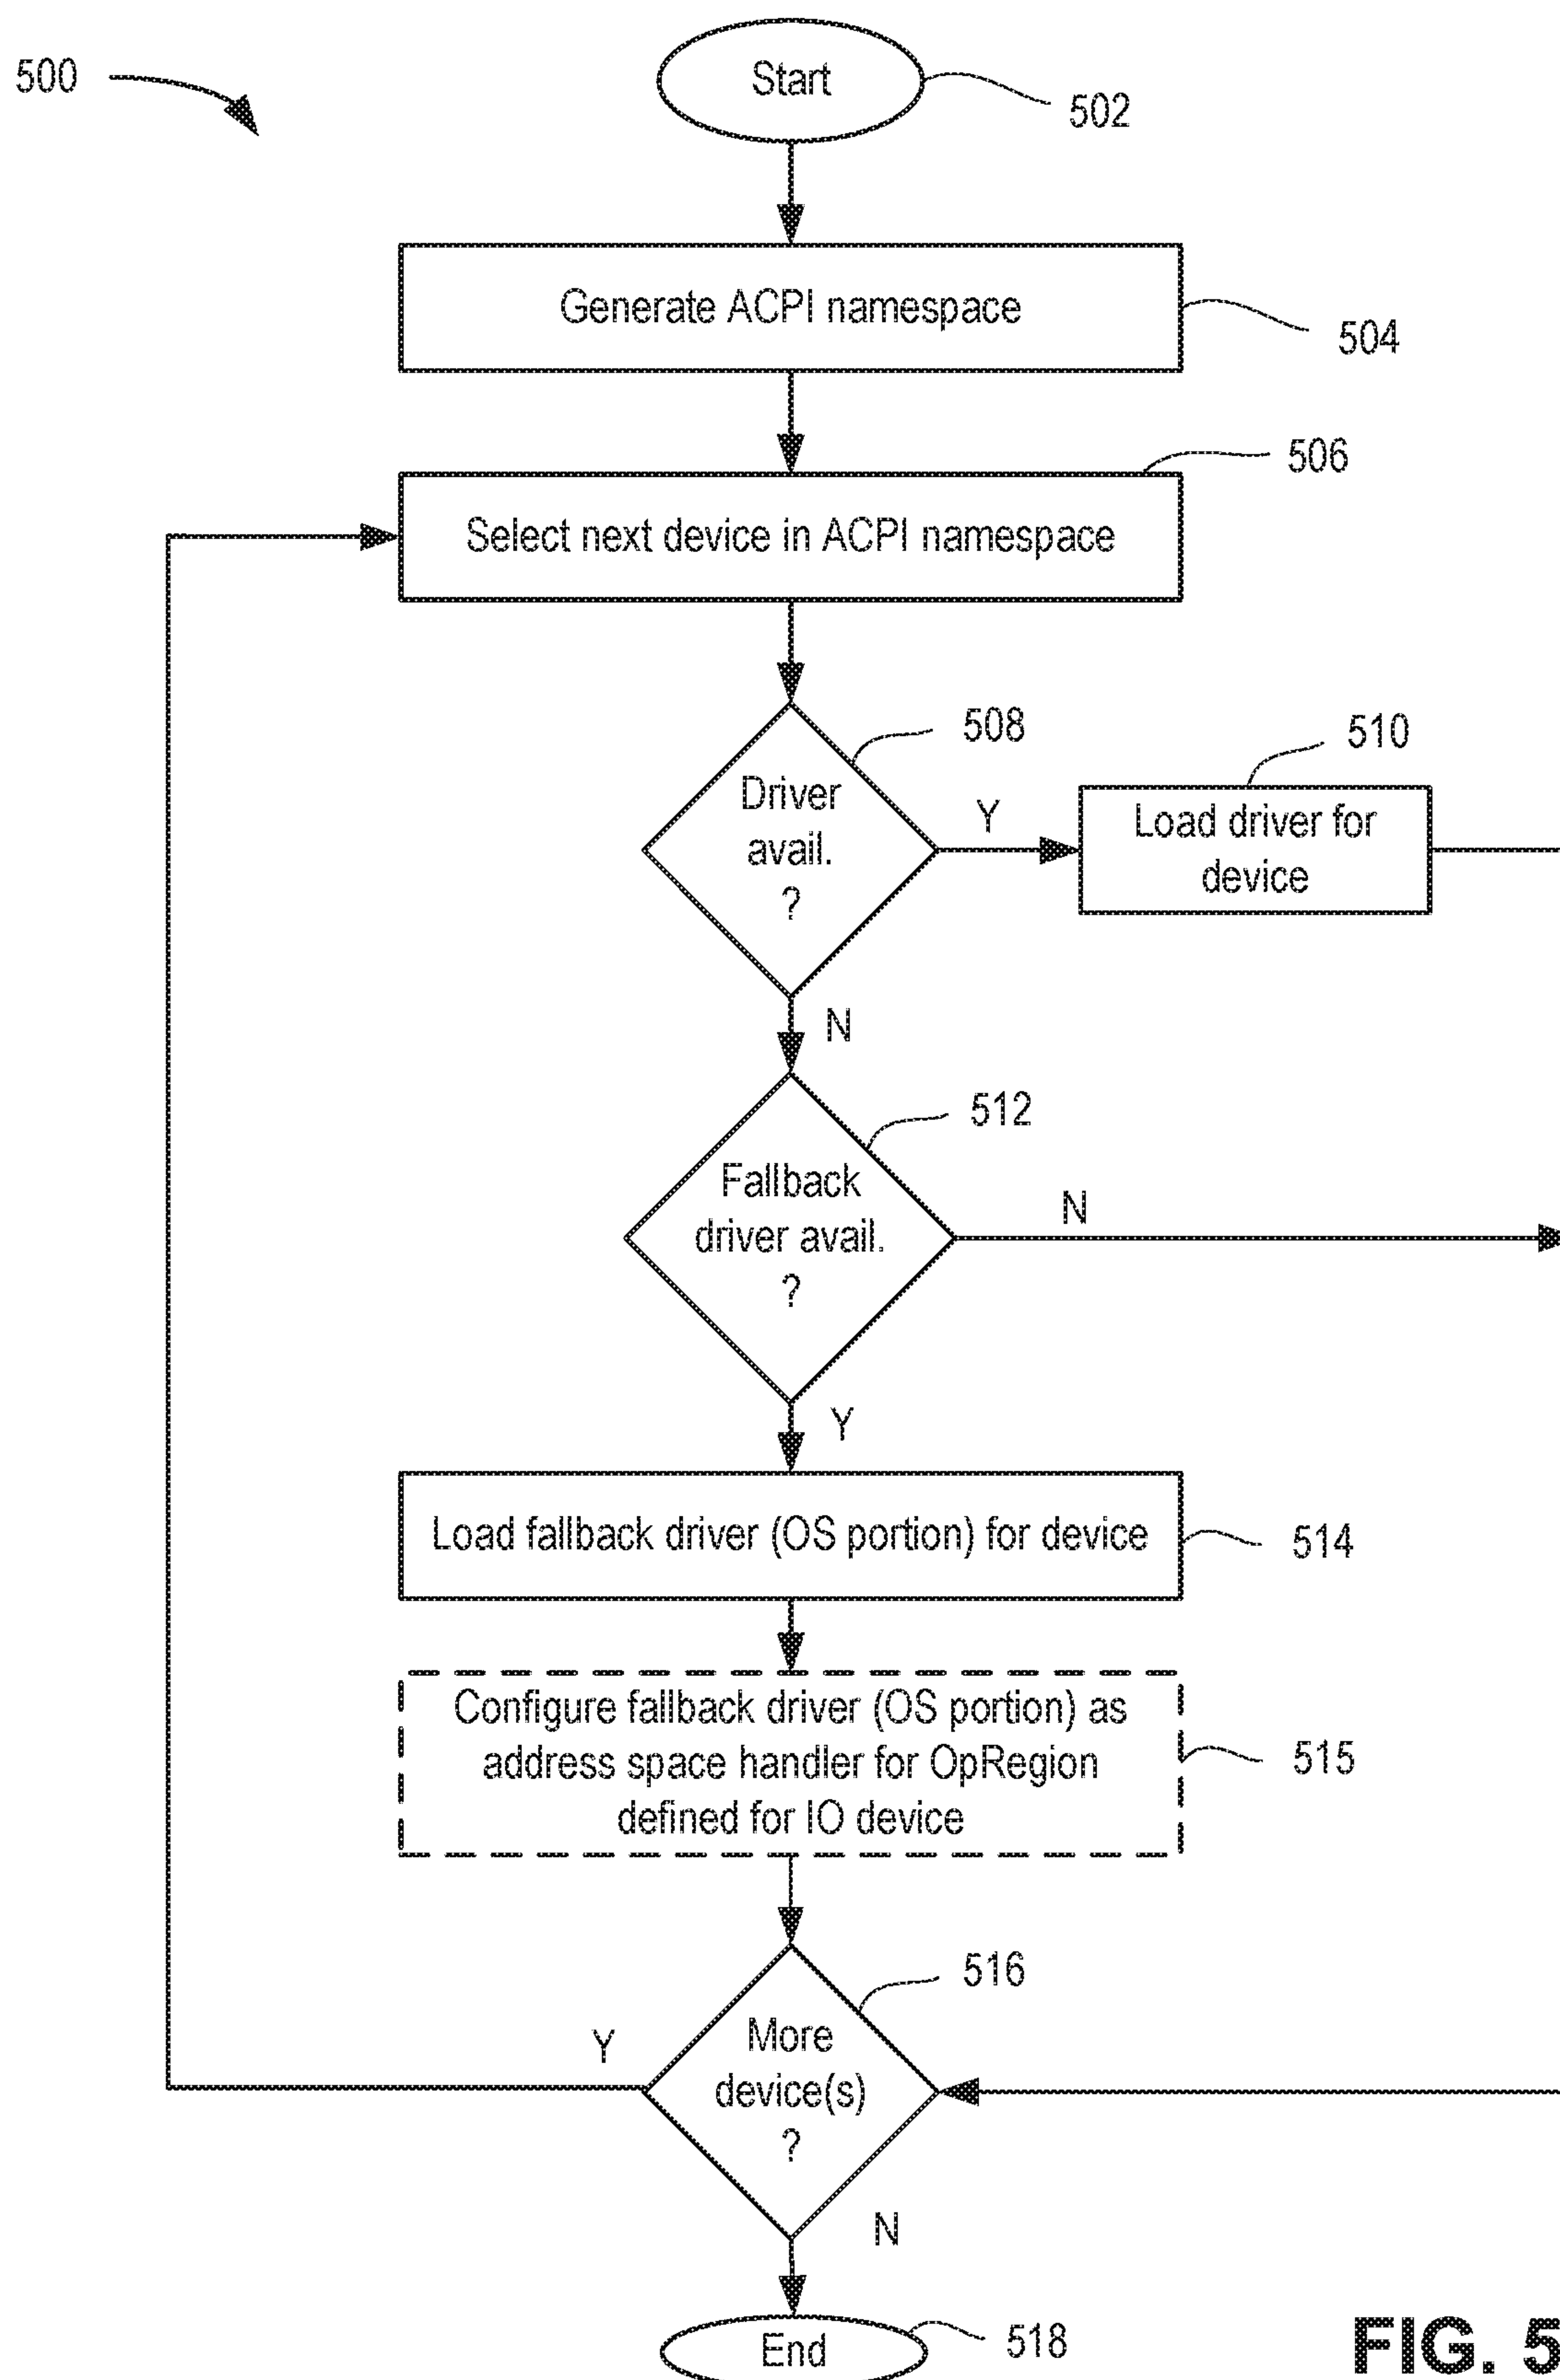 500
Start
502
Generate ACPI namespace
504
506
Select next device in ACPI namespace
508
510
Driver
avail.
?
Y
Load driver for
device
N
512
Fallback
driver avail.
?
N
Y
Load fallback driver (OS portion) for device
514
Configure fallback driver (OS portion) as
address space handler for OpRegion
defined for IO device
515
516
Y
More
device(s)
?
N
End
518
FIG. 5